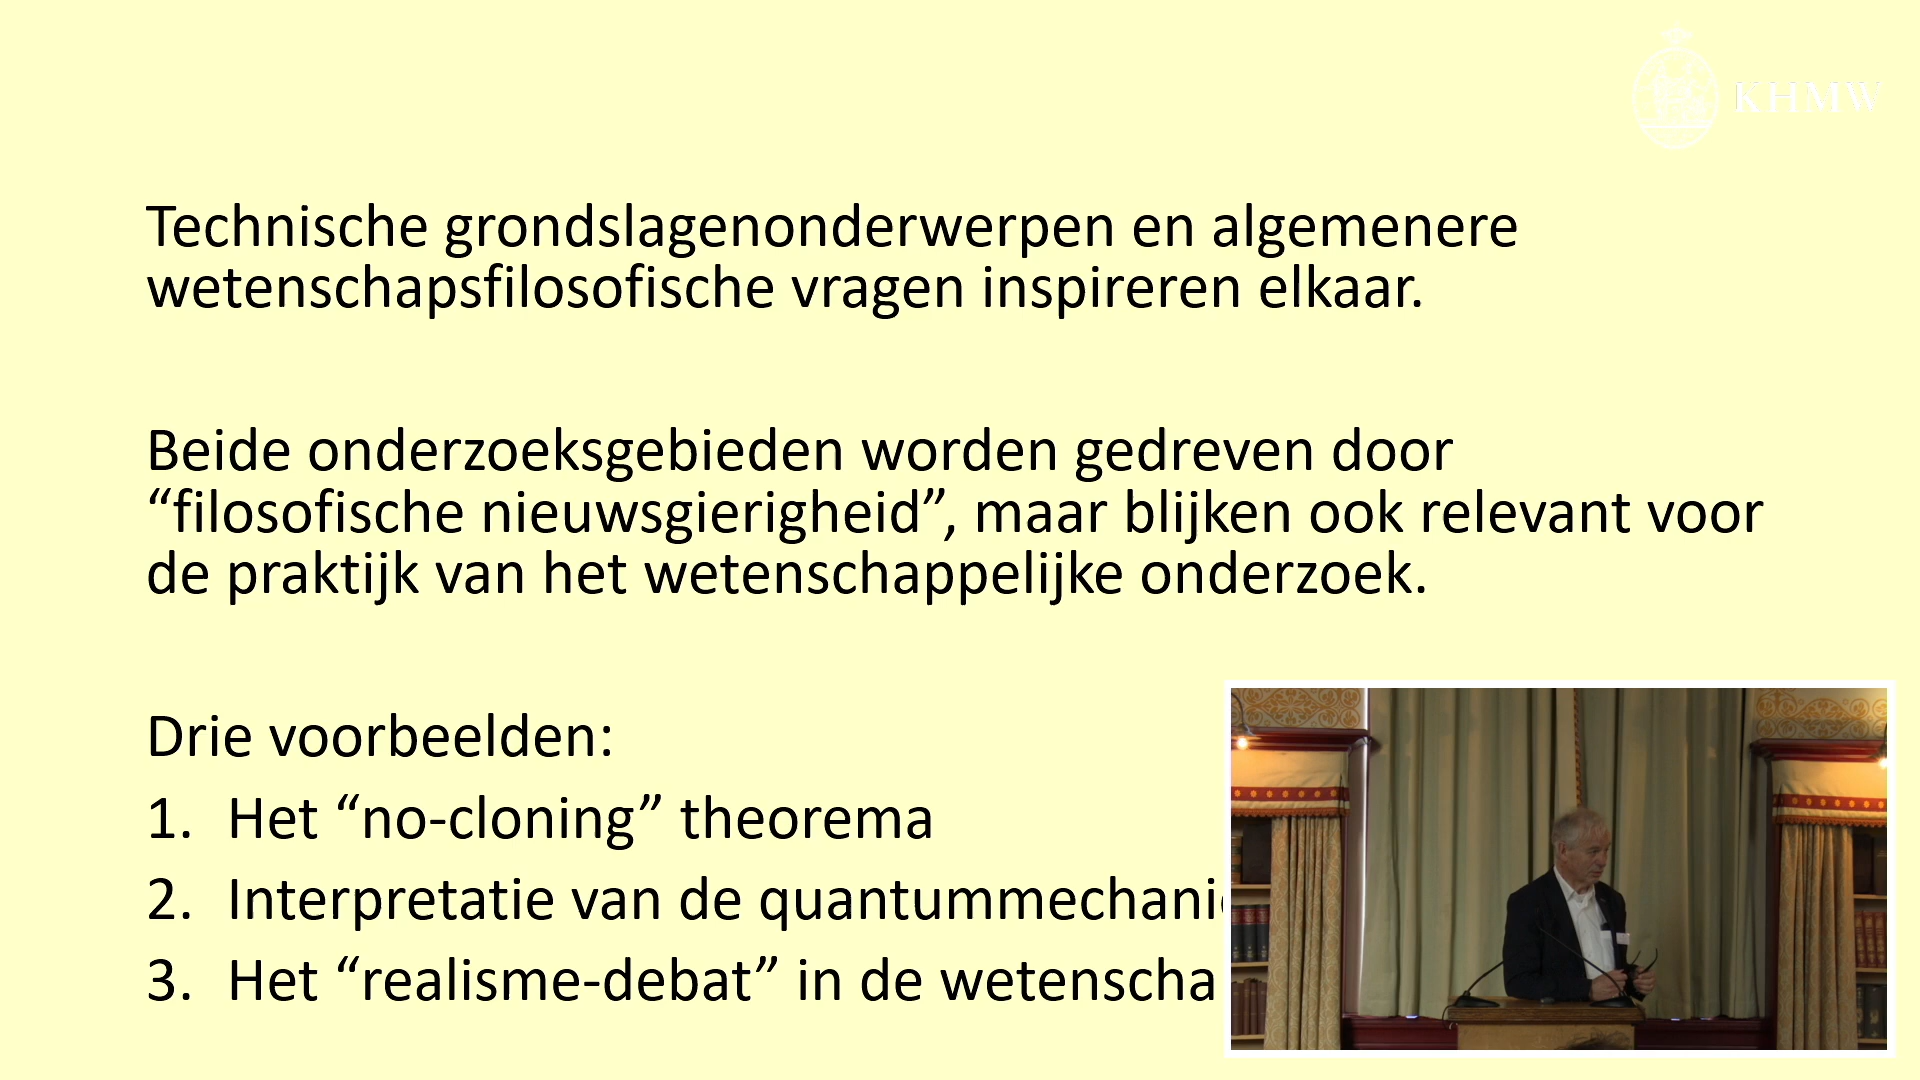 KHMW
Technische grondslagenonderwerpen en algemenere
wetenschapsfilosofische vragen inspireren elkaar.
Beide onderzoeksgebieden worden gedreven door
“filosofische nieuwsgierigheid”, maar blijken ook relevant voor
de praktijk van het wetenschappelijke onderzoek.
Drie voorbeelden:
1. Het “no-cloning” theorema
2. Interpretatie van de quantummechani
3. Het “realisme-debat” in de wetenscha